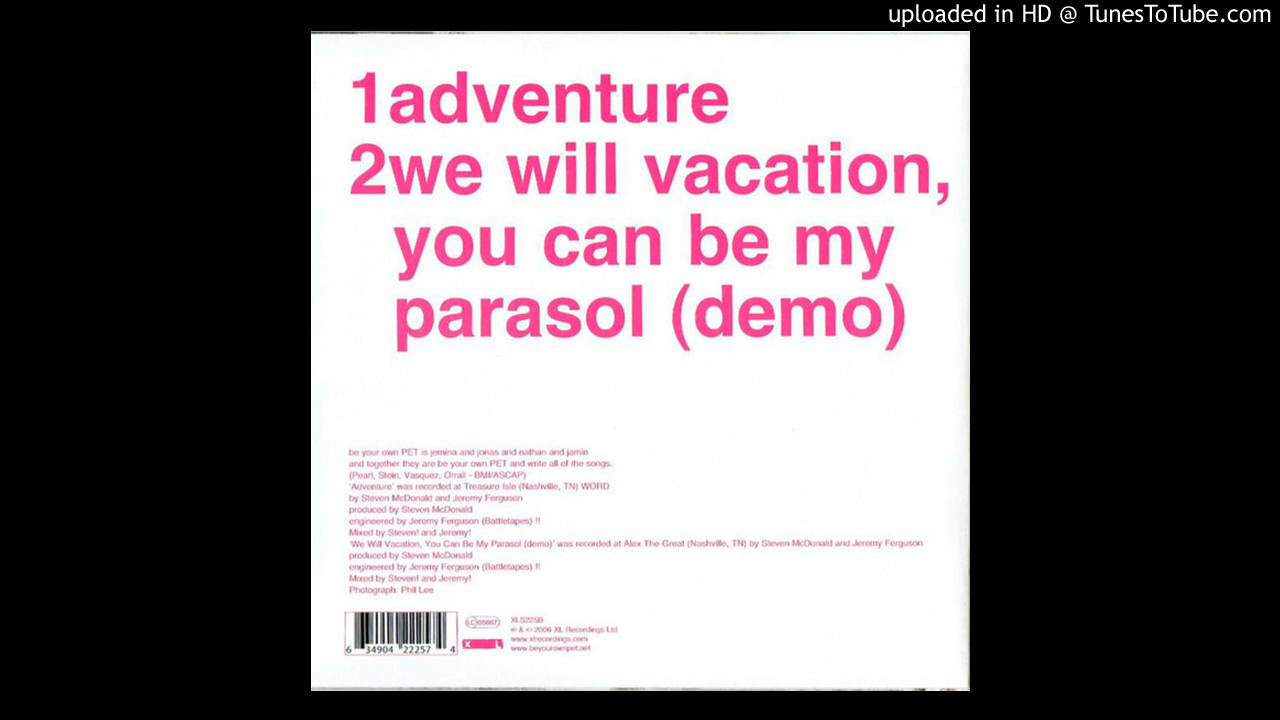 uploaded in HD @ TunesToTube.com
1adventure
2we will vacation,
you can be my
parasol (demo)
be your own PET is jemina and jonas and nathan and jamin
and together they are be your own PET and write all of the songs.
(Pearl, Stein, Vasquez, Orrall - BMI/ASCAP)
'Adventure' was recorded at Treasure Isle (Nashville, TN) WORD
by Steven McDonald and Jeremy Ferguson
produced by Steven McDonald
engineered by Jeremy Ferguson (Battletapes) !!
Mixed by Steven! and Jeremy!
'We Will Vacation, You Can Be My Parasol (demo)' was recorded at Alex The Great (Nashville, TN) by Steven McDonald and Jeremy Ferguson
produced by Steven McDonald
engineered by Jeremy Ferguson (Battletapes) !!
Mixed by Steven! and Jeremy!
Photograph: Phil Lee
6 34904 22257 4
LC 05667
XL
XLS225B
℗ & © 2006 XL Recordings Ltd.
www.xlrecordings.com
www.beyourownpet.net